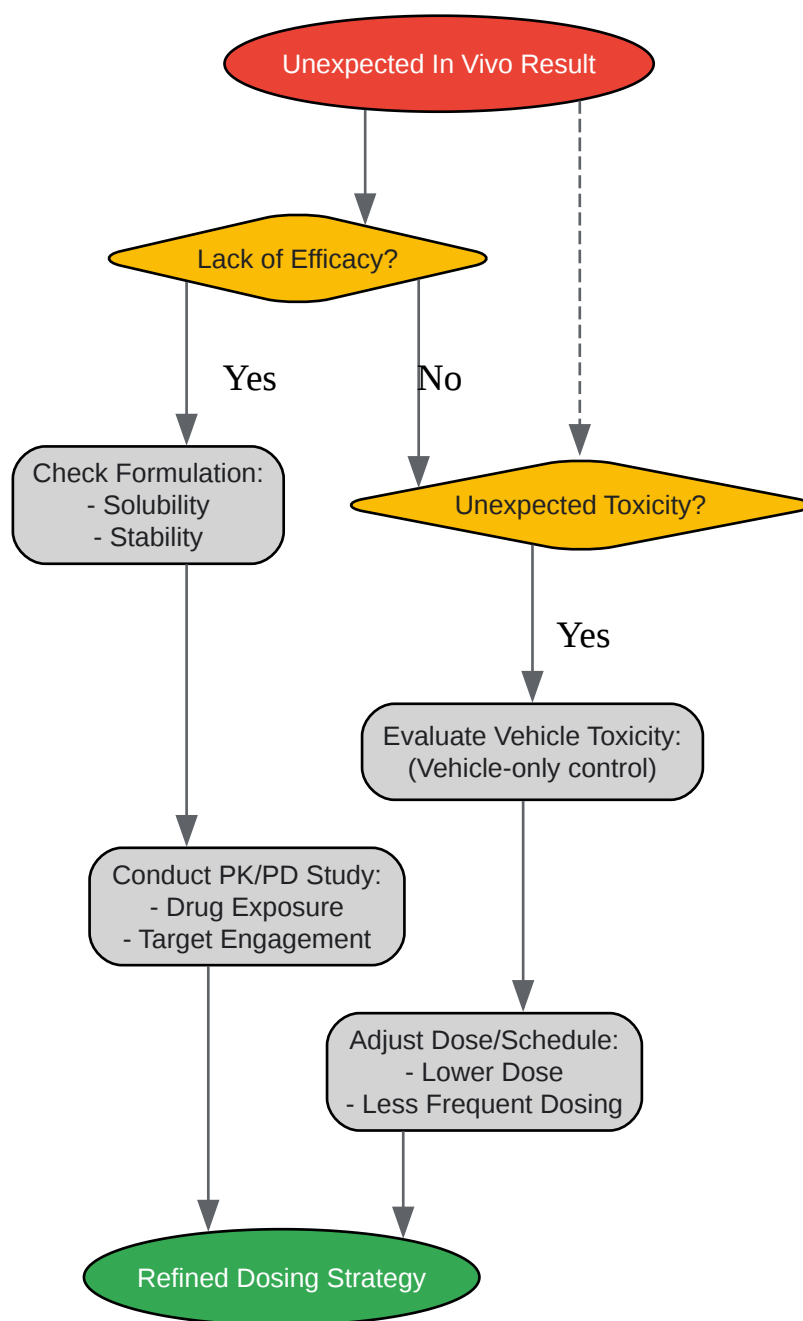 Unexpected In Vivo Result
Lack of Efficacy?
Yes
No
Check Formulation:
- Solubility
- Stability
Unexpected Toxicity?
Yes
Evaluate Vehicle Toxicity:
(Vehicle-only control)
Conduct PK/PD Study:
- Drug Exposure
- Target Engagement
Adjust Dose/Schedule:
- Lower Dose
- Less Frequent Dosing
Refined Dosing Strategy